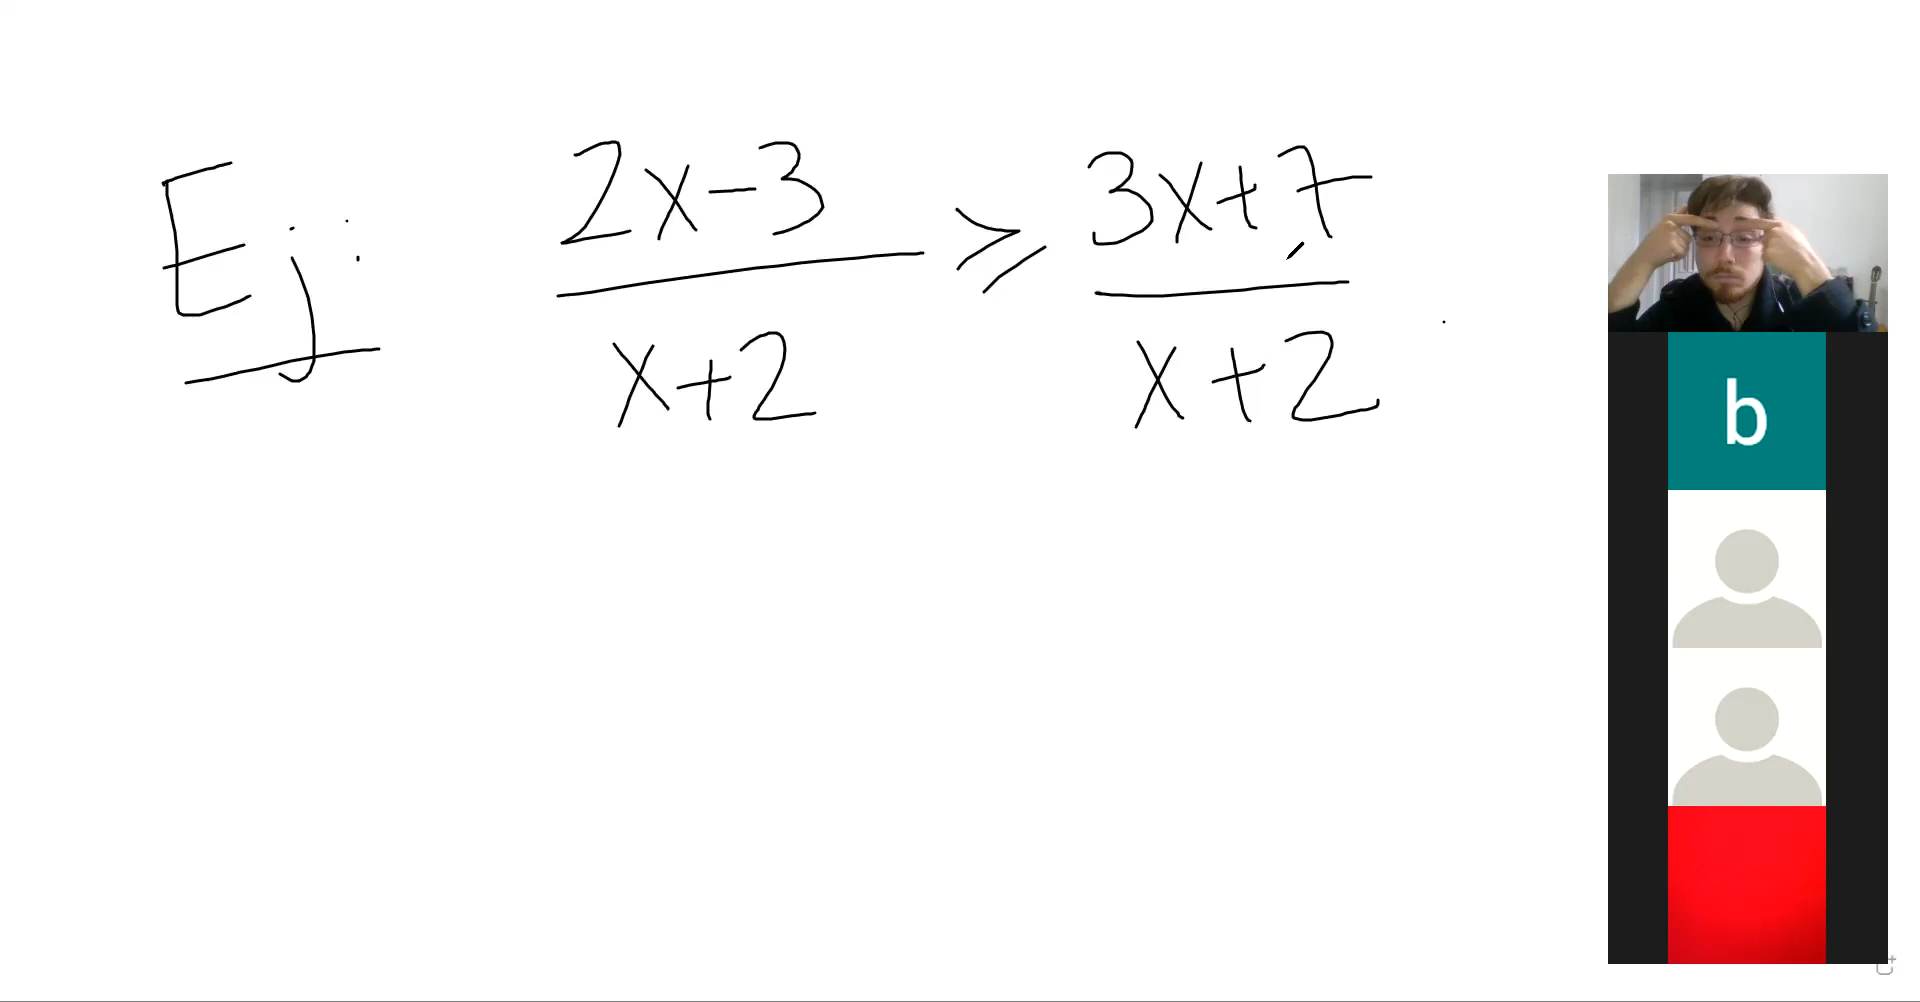 Ej: (2x-3)/(x+2) ≥ (3x+7)/(x+2)
b